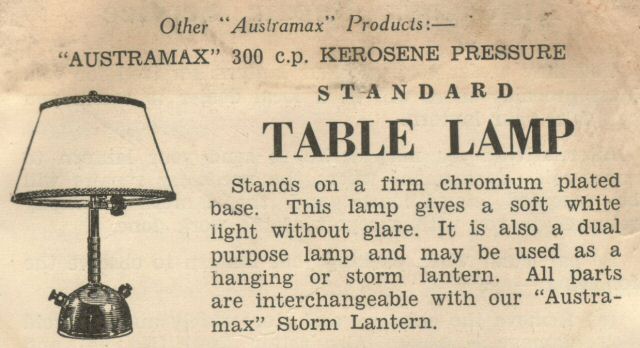 Other "Austramax" Products:—
"AUSTRAMAX" 300 c.p. KEROSENE PRESSURE
STANDARD
TABLE LAMP
Stands on a firm chromium plated
base. This lamp gives a soft white
light without glare. It is also a dual
purpose lamp and may be used as a
hanging or storm lantern. All parts
are interchangeable with our "Austra-
max" Storm Lantern.